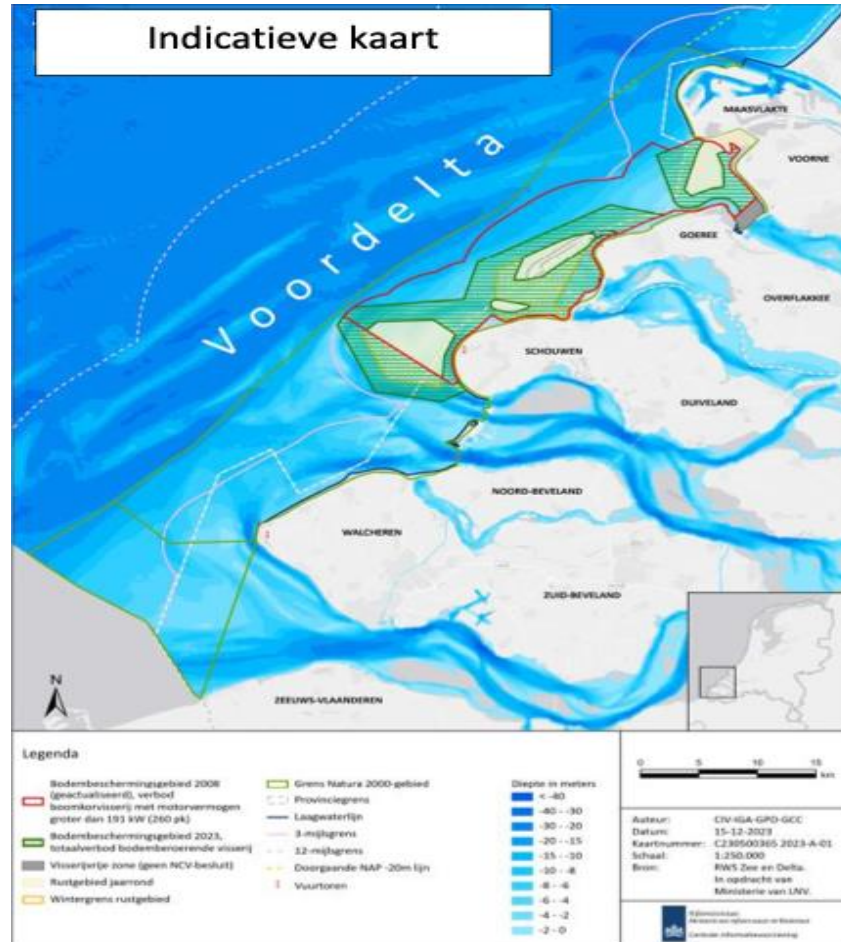 Indicatieve kaart
MAASVLAKTE
VOORNE
Voordelta
GOEREE
OVERFLAKKEE
SCHOUWEN
DUIVELAND
NOORD-BEVELAND
WALCHEREN
ZUID-BEVELAND
N
ZEEUWS-VLAANDEREN
Legenda
Bodembeschermingsgebied 2008
(geactualiseerd), verbod
boomkorvisserij met motorvermogen
groter dan 191 kW (260 pk)
Bodembeschermingsgebied 2023,
totaalverbod bodemberoerende visserij
Visserijvrije zone (geen NCV-besluit)
Rustgebied jaarrond
Wintergrens rustgebied
Grens Natura 2000-gebied
Provinciegrens
Laagwaterlijn
3-mijlsgrens
12-mijlsgrens
Doorgaande NAP -20m lijn
Vuurtoren
Diepte in meters
< -40
-40 - -30
-30 - -20
-20 - -15
-15 - -10
-10 - -8
-8 - -6
-6 - -4
-4 - -2
-2 - 0
0 5 10 15
km
Auteur: CIV-IGA-GPD-GCC
Datum: 15-12-2023
Kaartnummer: C230500365 2023-A-01
Schaal: 1:250.000
Bron: RWS Zee en Delta.
In opdracht van
Ministerie van LNV.
Rijkswaterstaat
Ministerie van Infrastructuur en Waterstaat
Centrale Informatievoorziening